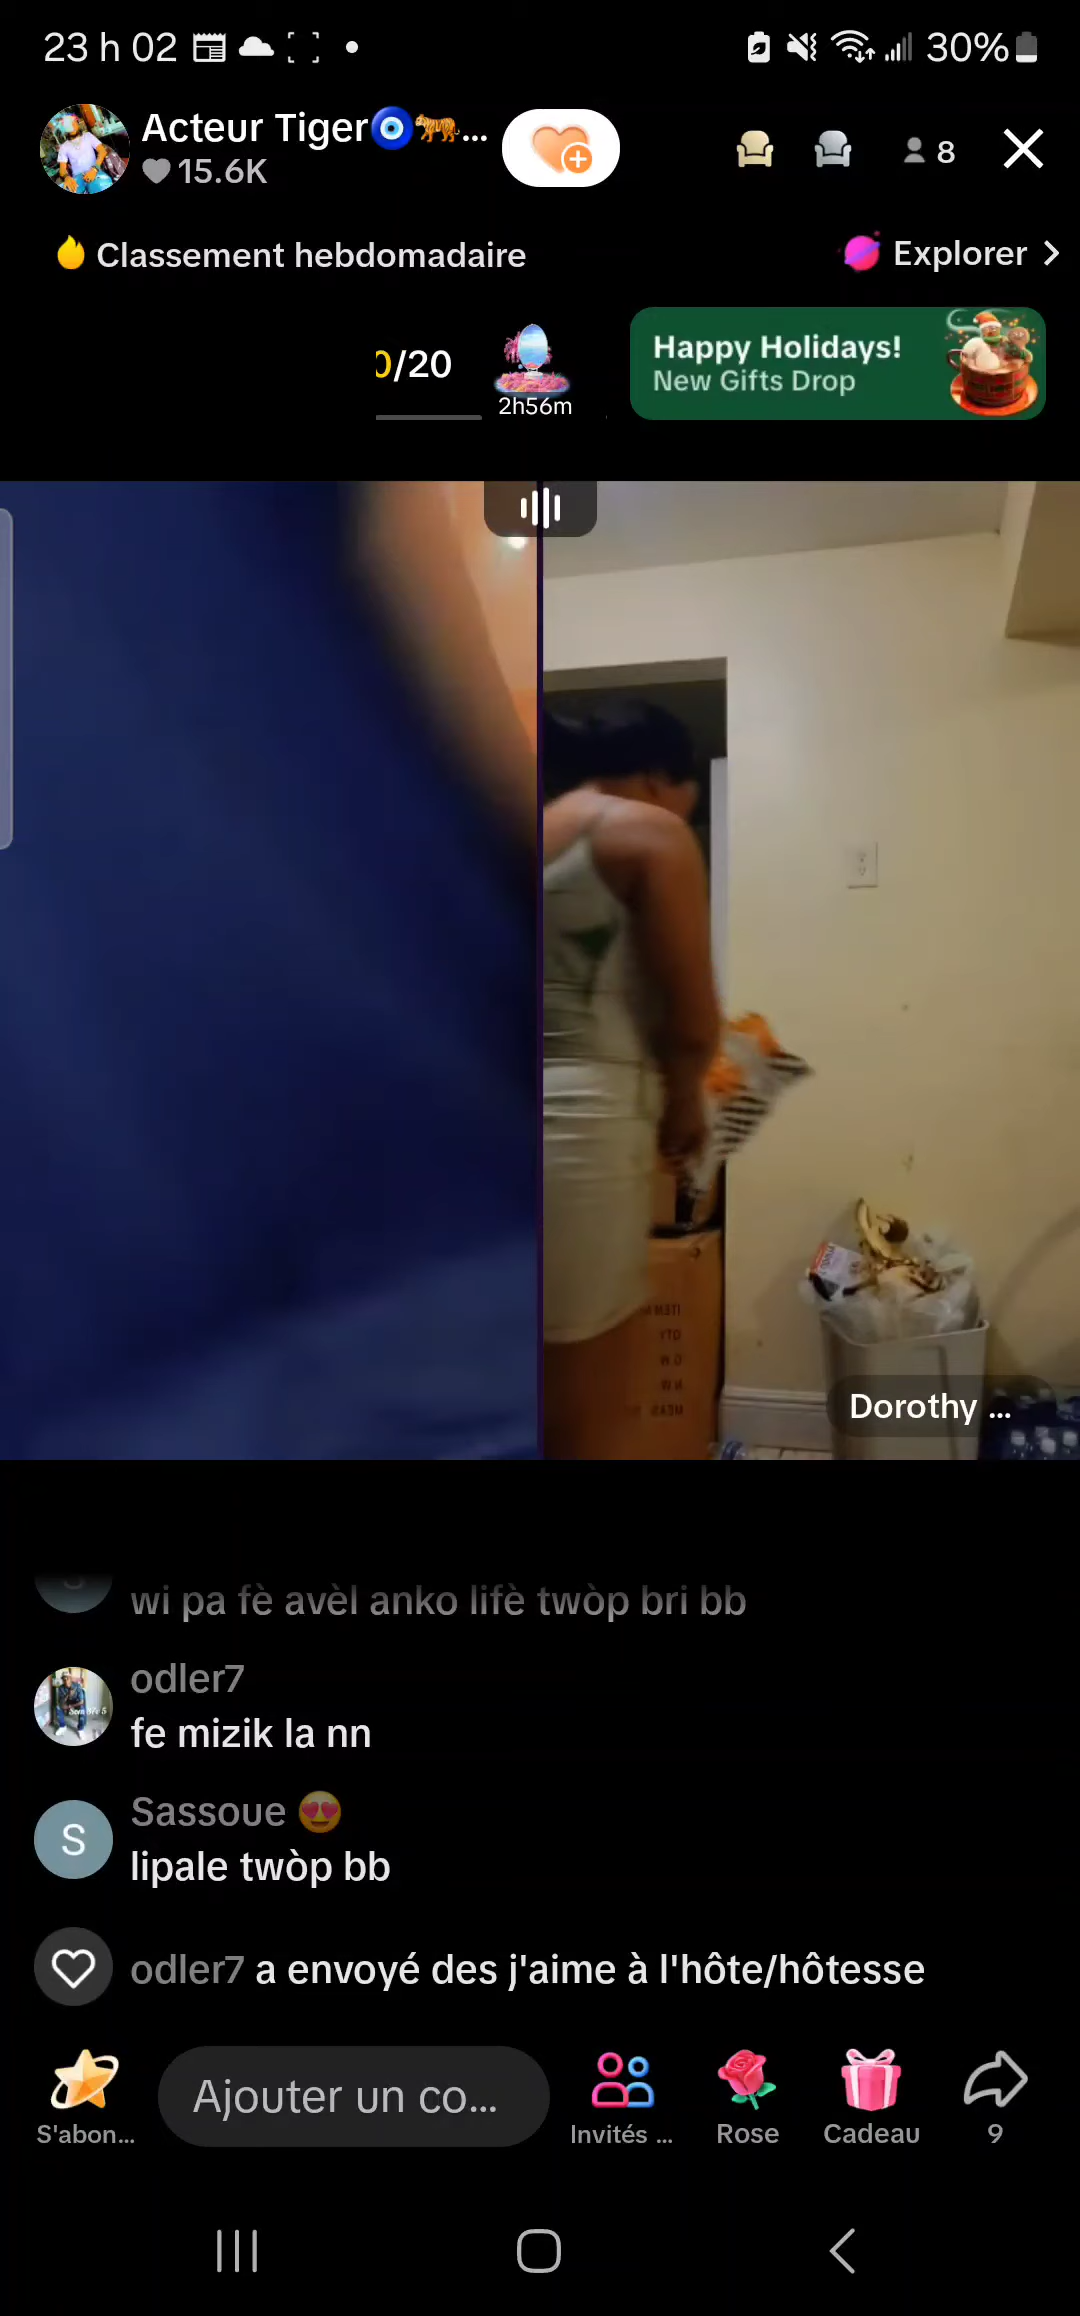 23 h 02
30%
Acteur Tiger🧿🐅...
15.6K
8
Classement hebdomadaire
Explorer
0/20
2h56m
Happy Holidays!
New Gifts Drop
Dorothy ...
wi pa fè avèl anko lifè twòp bri bb
odler7
fe mizik la nn
S
Sassoue 😍
lipale twòp bb
odler7 a envoyé des j'aime à l'hôte/hôtesse
S'abon...
Ajouter un co...
Invités ...
Rose
Cadeau
9